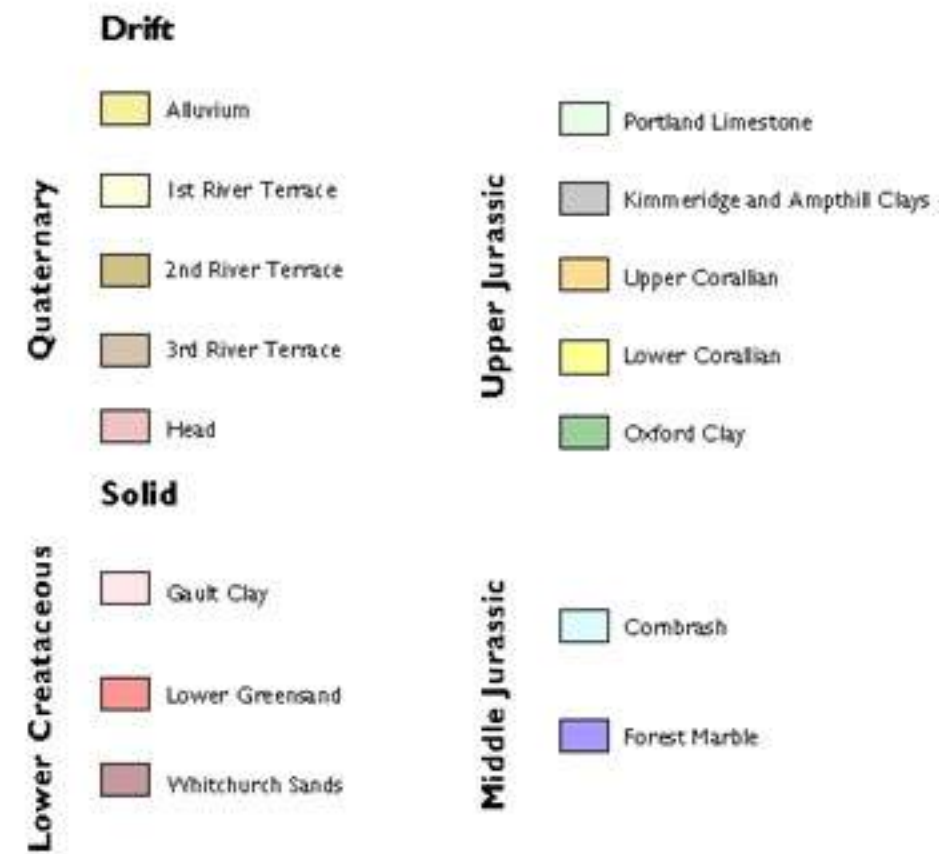 Drift
Quaternary
Alluvium
1st River Terrace
2nd River Terrace
3rd River Terrace
Head
Solid
Lower Creataceous
Gault Clay
Lower Greensand
Whitchurch Sands
Upper Jurassic
Portland Limestone
Kimmeridge and Ampthill Clays
Upper Corallian
Lower Corallian
Oxford Clay
Middle Jurassic
Cornbrash
Forest Marble